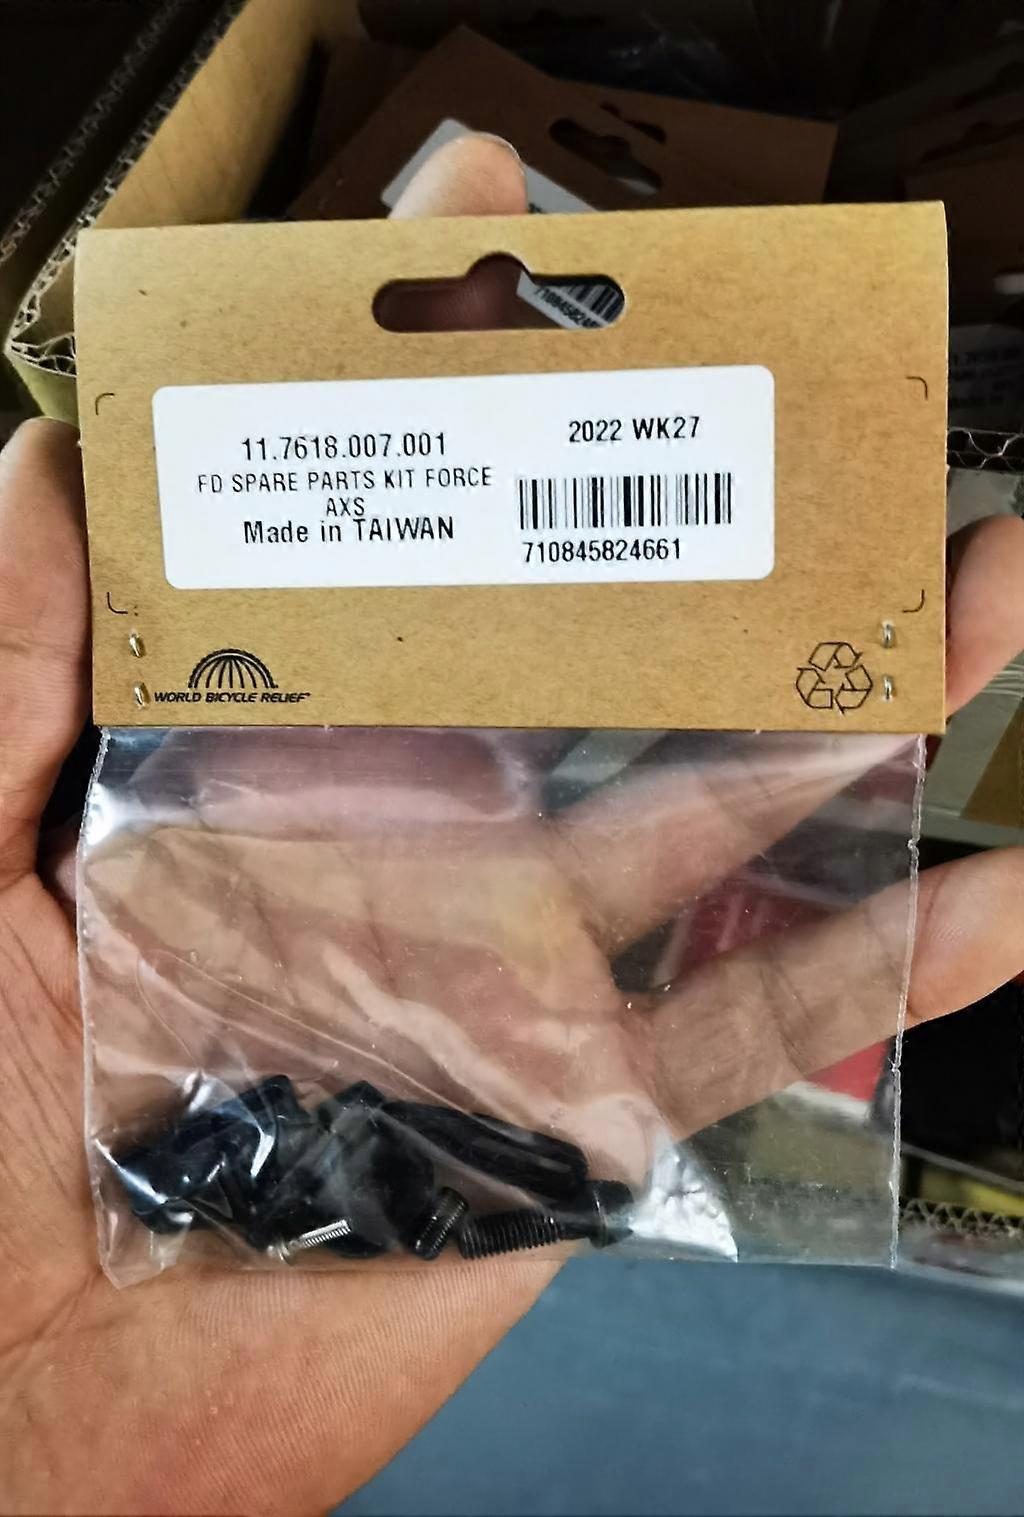 71084582466
11.7618.007.001
FD SPARE PARTS KIT FORCE
AXS
Made in TAIWAN
2022 WK27
710845824661
WORLD BICYCLE RELIEF